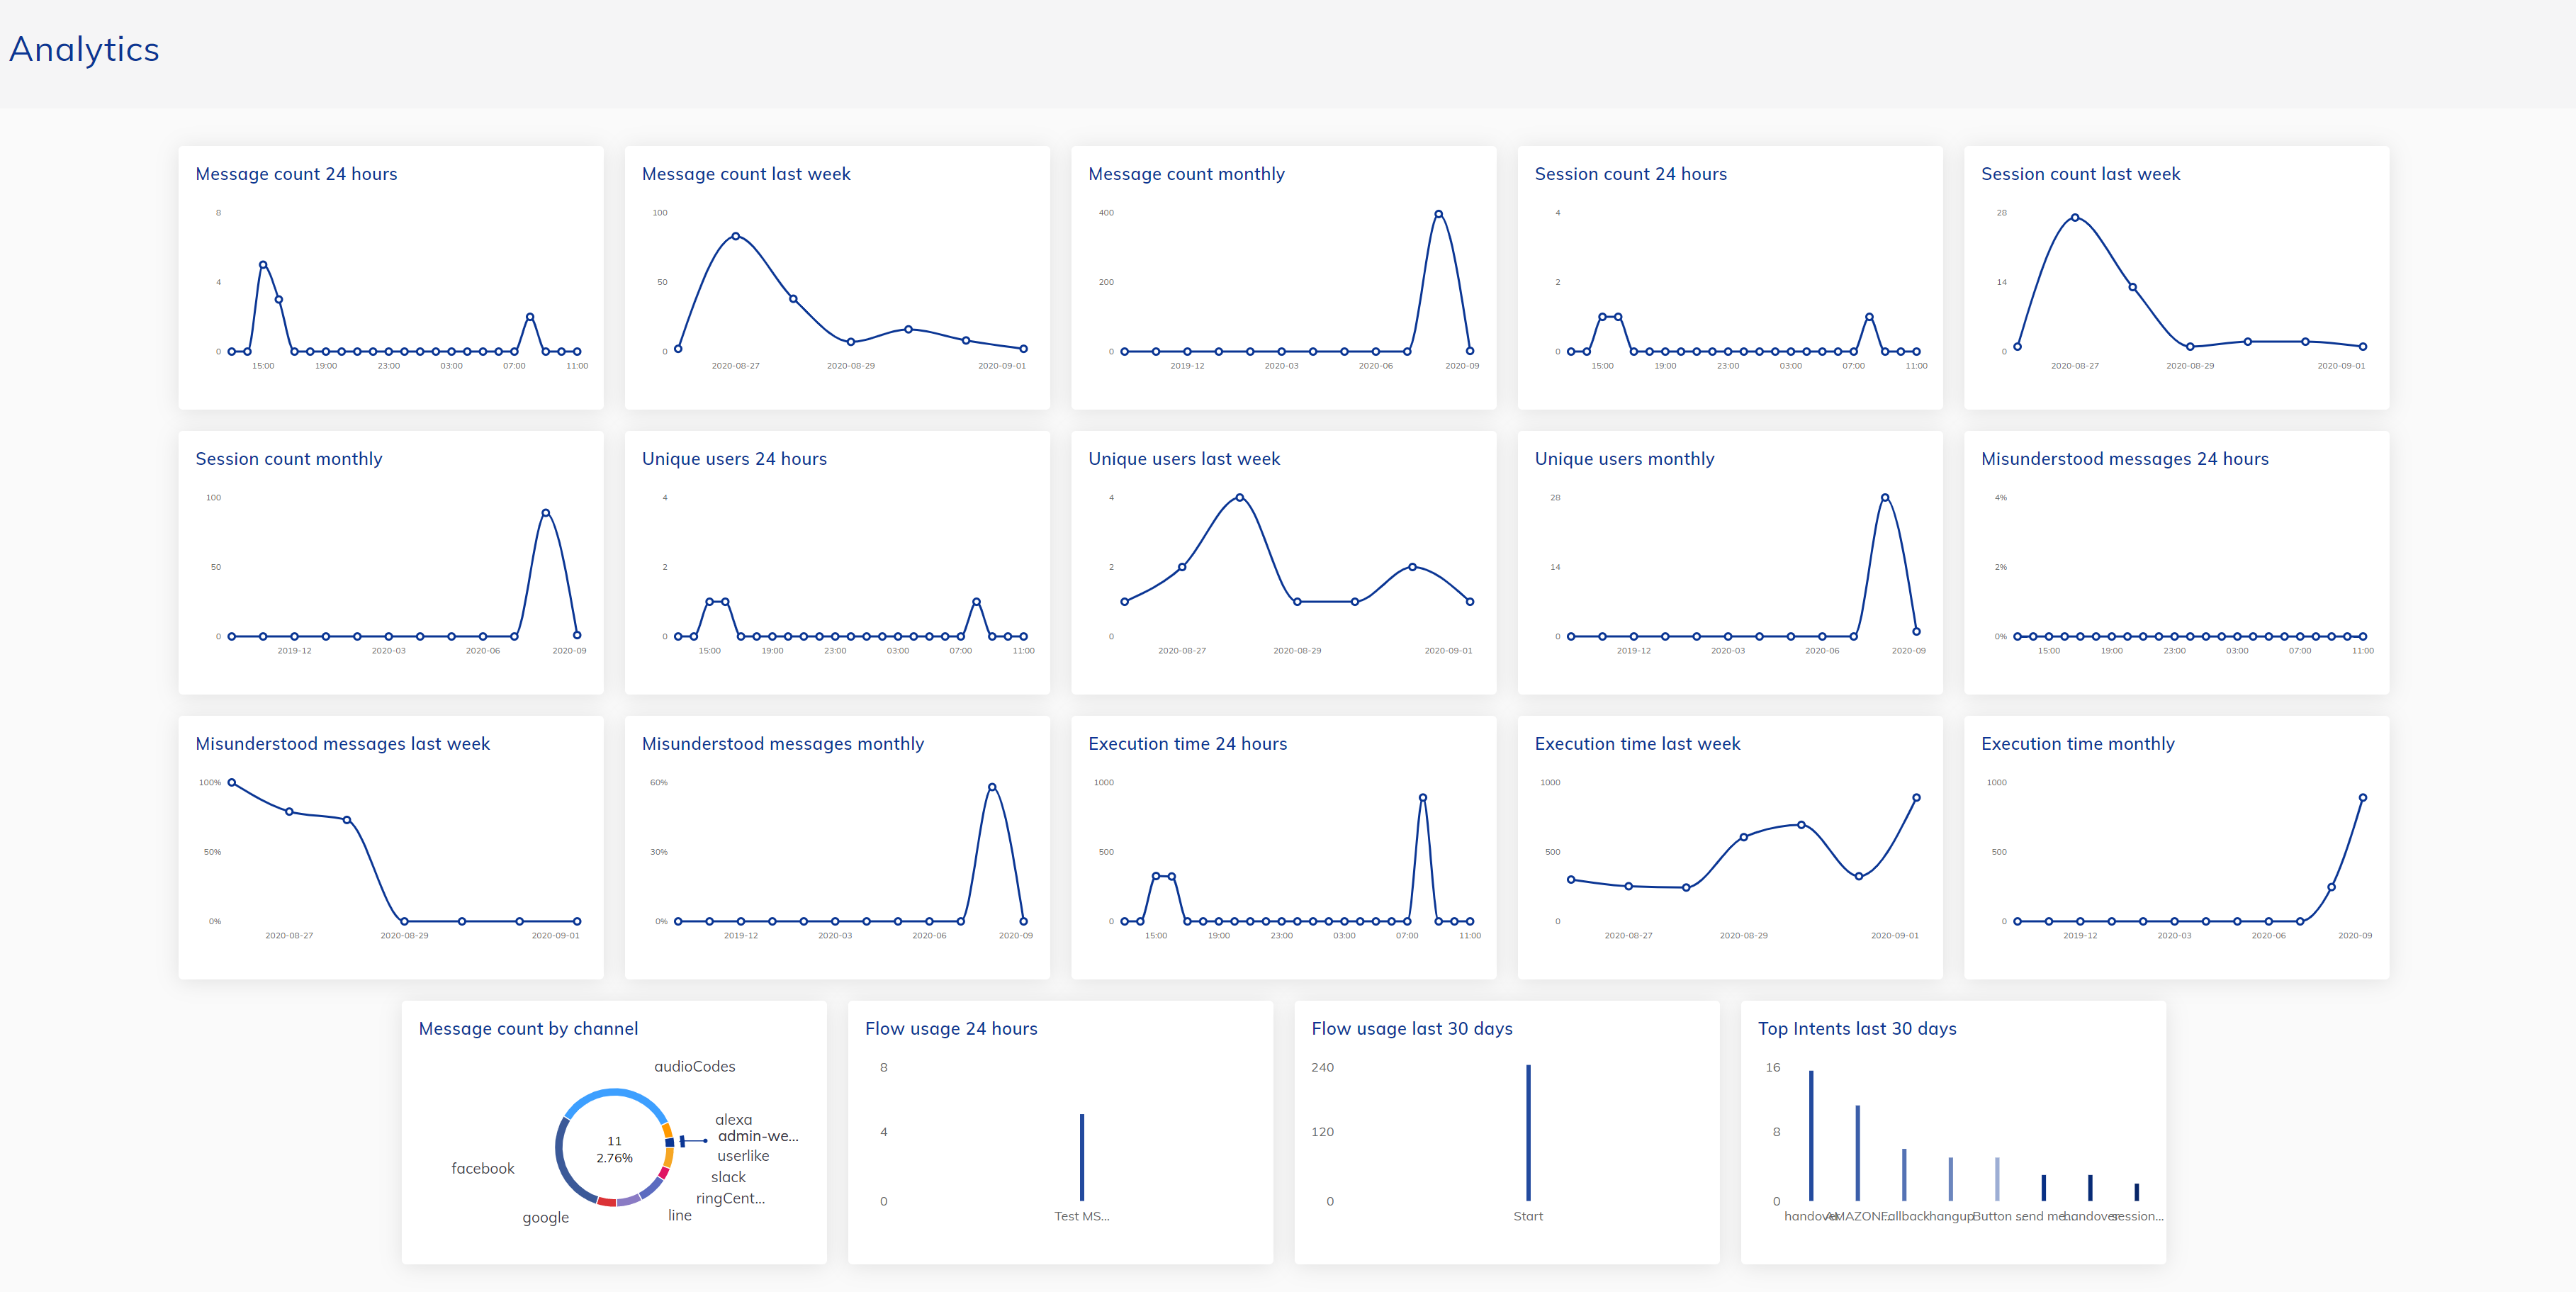 Analytics
Message count 24 hours
8
4
0
15:00 19:00 23:00 03:00 07:00 11:00
Message count last week
100
50
0
2020-08-27 2020-08-29 2020-09-01
Message count monthly
400
200
0
2019-12 2020-03 2020-06 2020-09
Session count 24 hours
4
2
0
15:00 19:00 23:00 03:00 07:00 11:00
Session count last week
28
14
0
2020-08-27 2020-08-29 2020-09-01
Session count monthly
100
50
0
2019-12 2020-03 2020-06 2020-09
Unique users 24 hours
4
2
0
15:00 19:00 23:00 03:00 07:00 11:00
Unique users last week
4
2
0
2020-08-27 2020-08-29 2020-09-01
Unique users monthly
28
14
0
2019-12 2020-03 2020-06 2020-09
Misunderstood messages 24 hours
4%
2%
0%
15:00 19:00 23:00 03:00 07:00 11:00
Misunderstood messages last week
100%
50%
0%
2020-08-27 2020-08-29 2020-09-01
Misunderstood messages monthly
60%
30%
0%
2019-12 2020-03 2020-06 2020-09
Execution time 24 hours
1000
500
0
15:00 19:00 23:00 03:00 07:00 11:00
Execution time last week
1000
500
0
2020-08-27 2020-08-29 2020-09-01
Execution time monthly
1000
500
0
2019-12 2020-03 2020-06 2020-09
Message count by channel
audioCodes
alexa
admin-we...
userlike
slack
ringCent...
line
google
facebook
11
2.76%
Flow usage 24 hours
8
4
0
Test MS...
Flow usage last 30 days
240
120
0
Start
Top Intents last 30 days
16
8
0
handover AMAZON.... hangup Button ... send me... handover session...